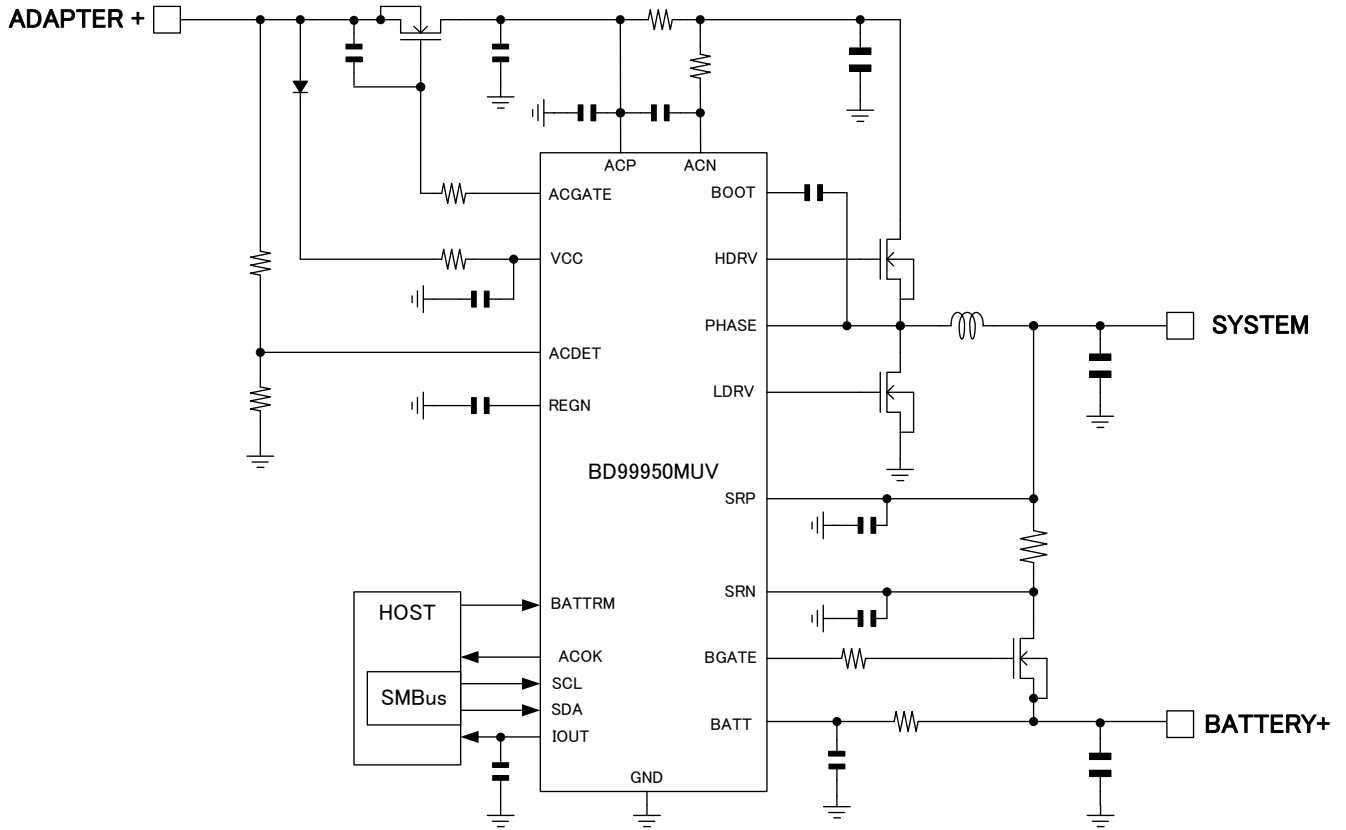 ADAPTER +
ACP
ACN
ACGATE
BOOT
VCC
HDRV
PHASE
SYSTEM
ACDET
LDRV
REGN
BD99950MUV
SRP
SRN
HOST
BATTRM
ACOK
BGATE
SMBus
SCL
SDA
BATT
BATTERY+
IOUT
GND